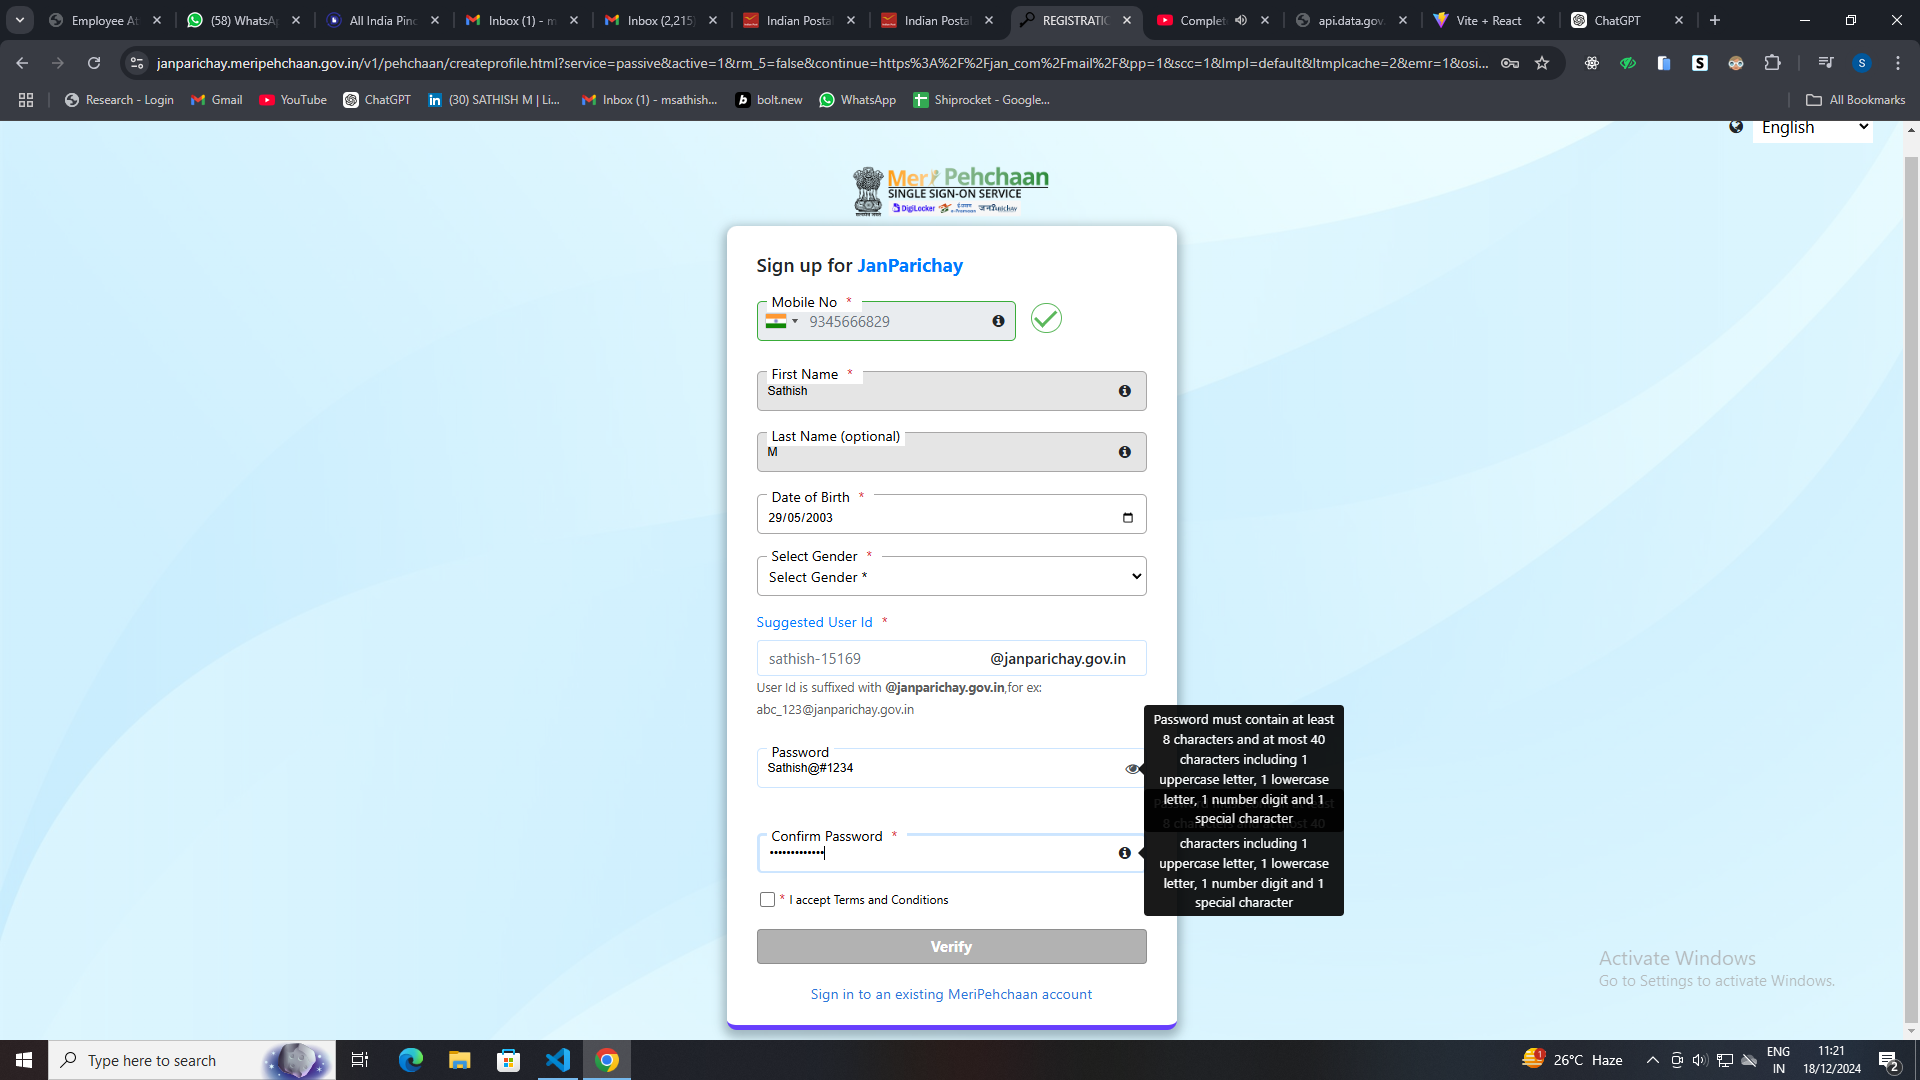 Employee At
(58) WhatsAp
All India Pinc
Inbox (1) - m
Inbox (2,215)
Indian Postal
Indian Postal
REGISTRATIO
Complet
api.data.gov.
Vite + React
ChatGPT
janparichay.meripehchaan.gov.in/v1/pehchaan/createprofile.html?service=passive&active=1&rm_5=false&continue=https%3A%2F%2Fjan_com%2Fmail%2F&pp=1&scc=1&lmpl=default&ltmplcache=2&emr=1&osi...
Research - Login
Gmail
YouTube
ChatGPT
(30) SATHISH M | Li...
Inbox (1) - msathish...
bolt.new
WhatsApp
Shiprocket - Google...
All Bookmarks
English
Meri Pehchaan
SINGLE SIGN-ON SERVICE
DigiLocker
Sign up for JanParichay
Mobile No *
9345666829
First Name *
Sathish
Last Name (optional)
M
Date of Birth *
29/05/2003
Select Gender *
Select Gender *
Suggested User Id *
sathish-15169 @janparichay.gov.in
User Id is suffixed with @janparichay.gov.in,for ex:
abc_123@janparichay.gov.in
Password
Sathish@#1234
Password must contain at least
8 characters and at most 40
characters including 1
uppercase letter, 1 lowercase
letter, 1 number digit and 1
special character
Confirm Password *
•••••••••••••
characters including 1
uppercase letter, 1 lowercase
letter, 1 number digit and 1
special character
* I accept Terms and Conditions
Verify
Sign in to an existing MeriPehchaan account
Activate Windows
Go to Settings to activate Windows.
Type here to search
26°C Haze
ENG
IN
11:21
18/12/2024
2